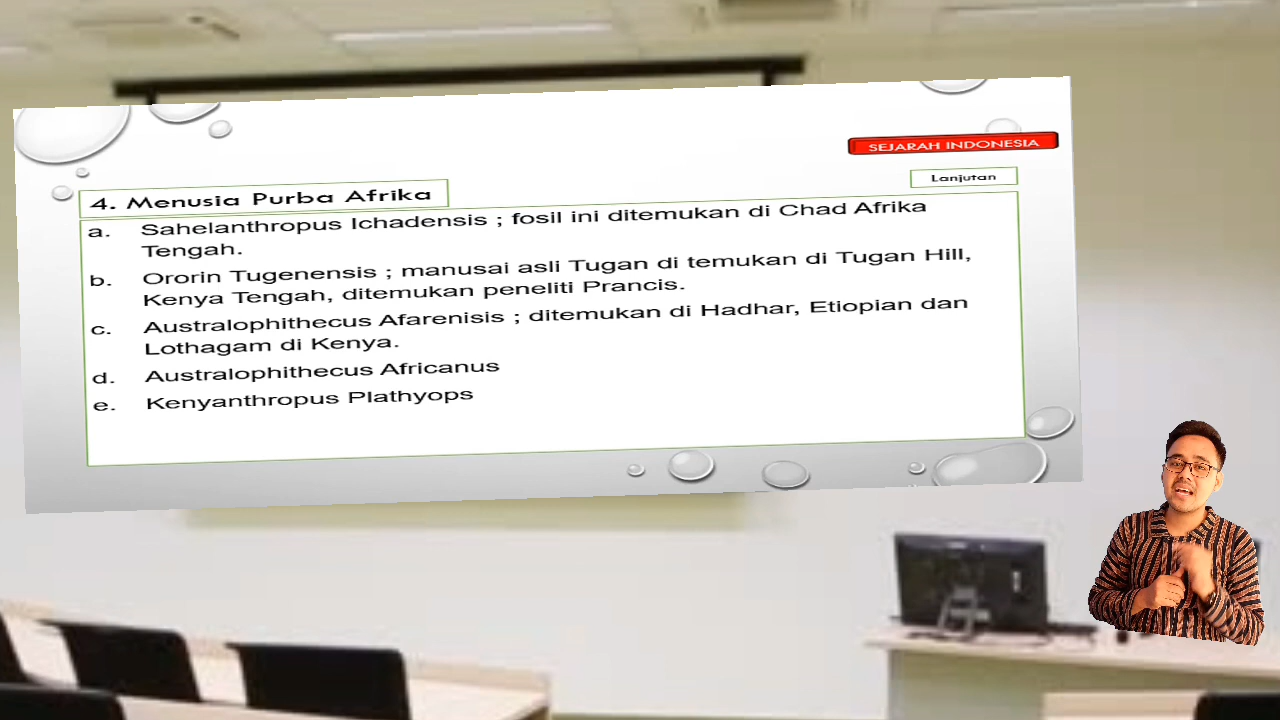 SEJARAH INDONESIA
Lanjutan
4. Menusia Purba Afrika
a. Sahelanthropus Ichadensis ; fosil ini ditemukan di Chad Afrika
Tengah.
b. Ororin Tugenensis ; manusai asli Tugan di temukan di Tugan Hill,
Kenya Tengah, ditemukan peneliti Prancis.
c. Australophithecus Afarenisis ; ditemukan di Hadhar, Etiopian dan
Lothagam di Kenya.
d. Australophithecus Africanus
e. Kenyanthropus Plathyops